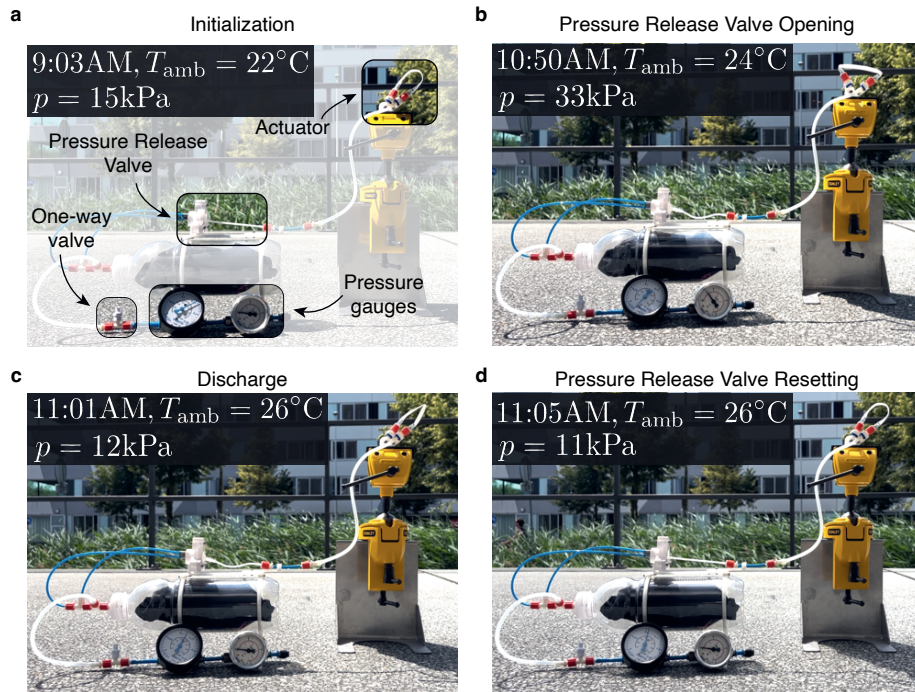 a
Initialization
9:03AM, T_amb = 22°C
p = 15kPa
Actuator
Pressure Release
Valve
One-way
valve
Pressure
gauges
b
Pressure Release Valve Opening
10:50AM, T_amb = 24°C
p = 33kPa
c
Discharge
11:01AM, T_amb = 26°C
p = 12kPa
d
Pressure Release Valve Resetting
11:05AM, T_amb = 26°C
p = 11kPa